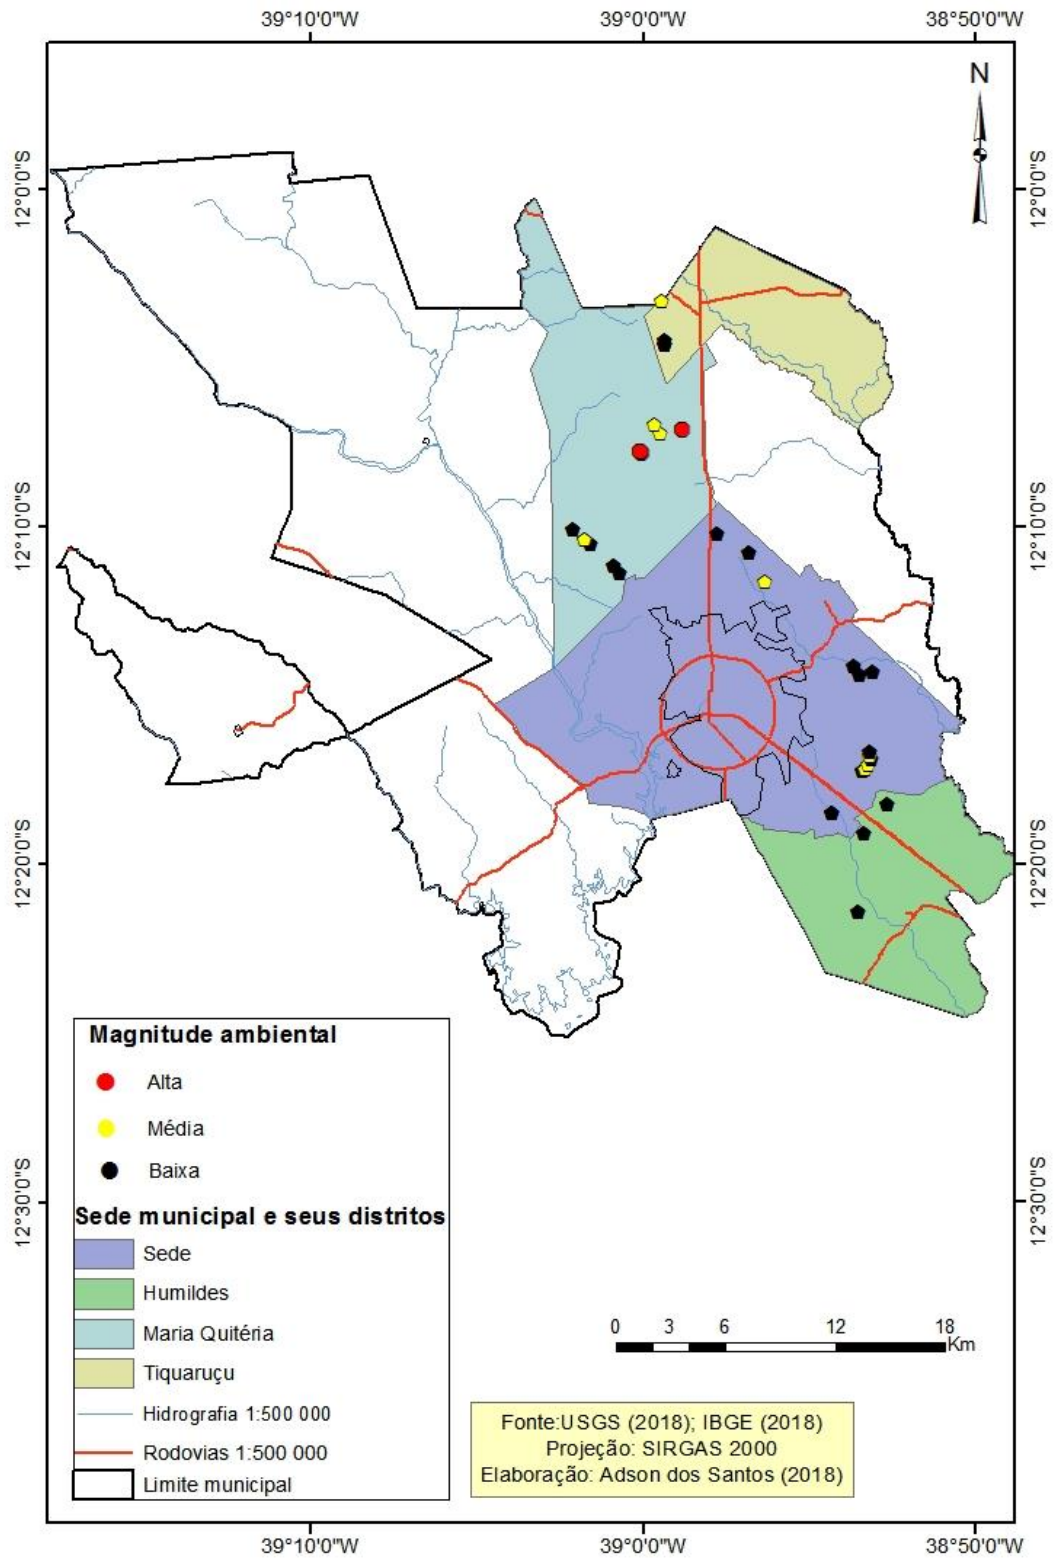 39°10'0"W
39°0'0"W
38°50'0"W
N
12°0'0"S
12°0'0"S
12°10'0"S
12°10'0"S
12°20'0"S
12°20'0"S
12°30'0"S
12°30'0"S
Magnitude ambiental
Alta
Média
Baixa
Sede municipal e seus distritos
Sede
Humildes
Maria Quitéria
Tiquaruçu
Hidrografia 1:500 000
Rodovias 1:500 000
Limite municipal
0 3 6 12 18
Km
Fonte:USGS (2018); IBGE (2018)
Projeção: SIRGAS 2000
Elaboração: Adson dos Santos (2018)
39°10'0"W
39°0'0"W
38°50'0"W